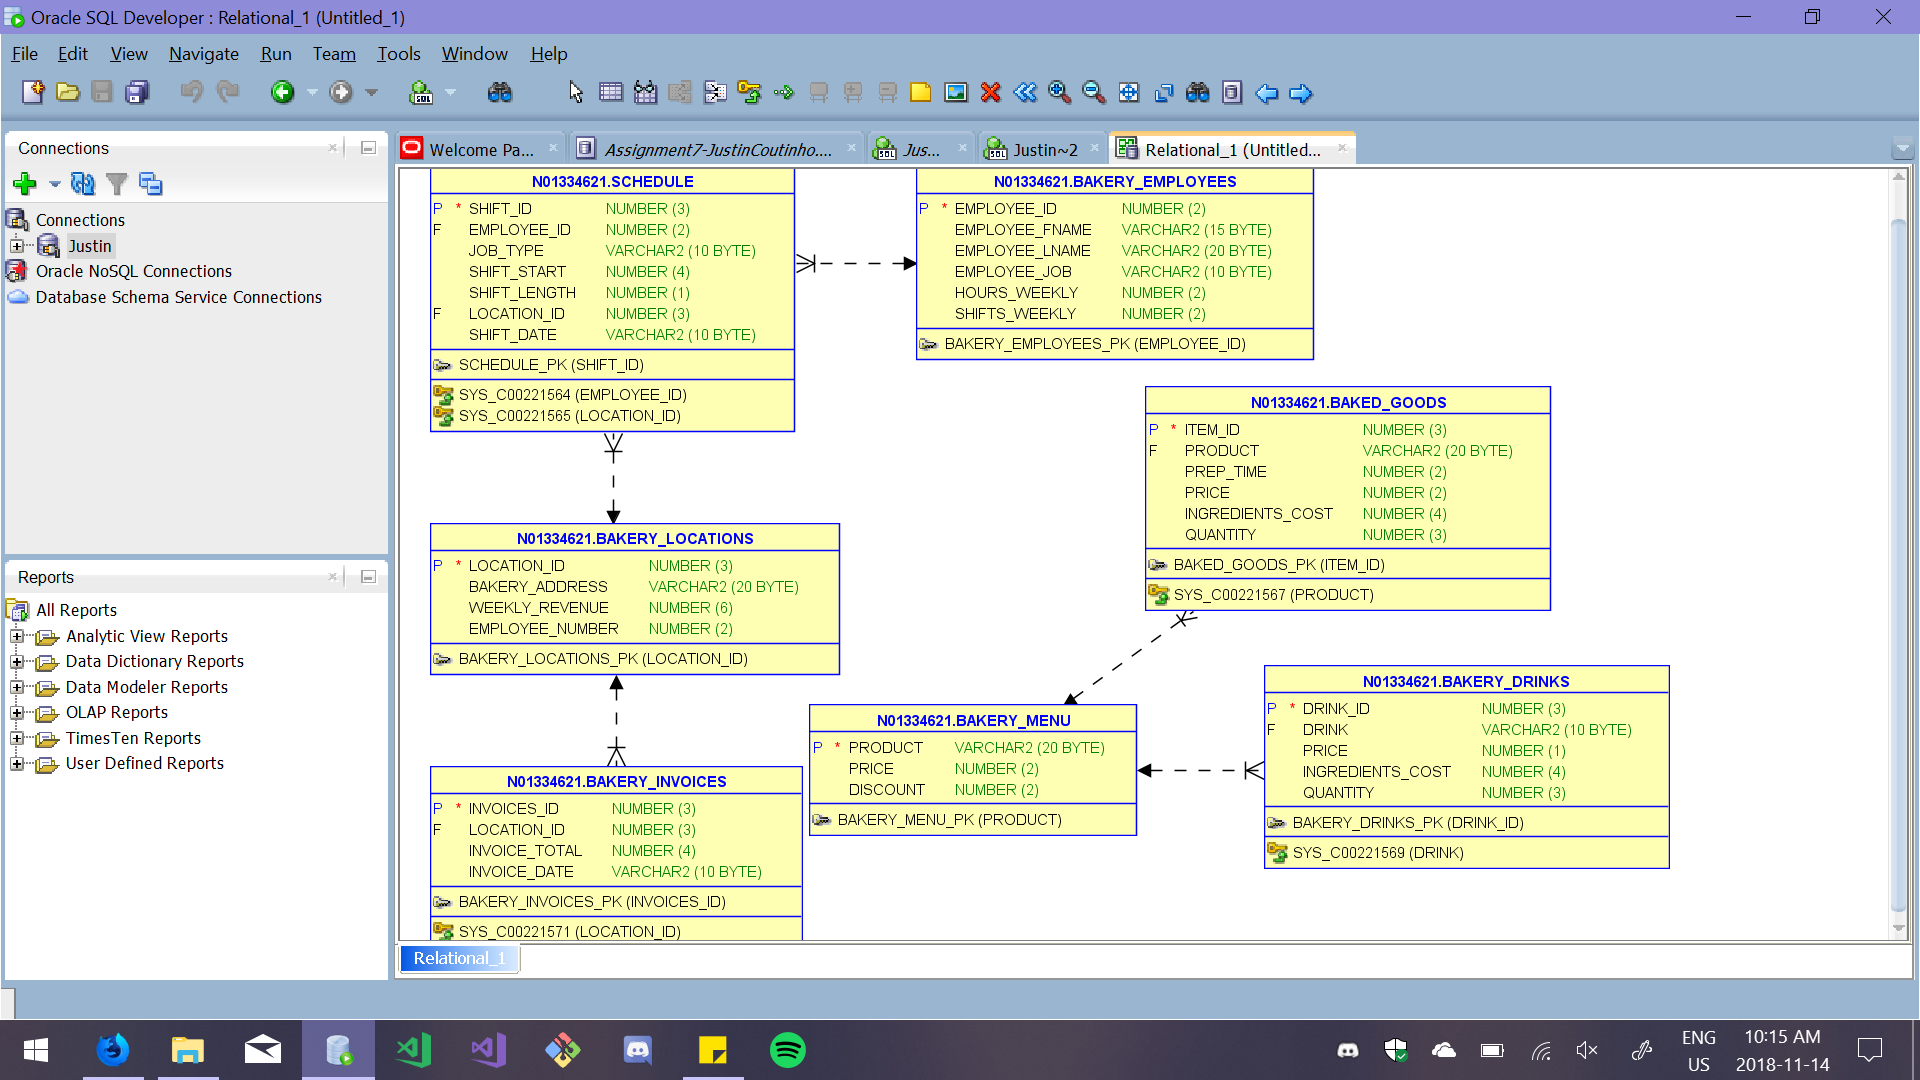 Oracle SQL Developer : Relational_1 (Untitled_1)
File Edit View Navigate Run Team Tools Window Help
Connections
Connections
Justin
Oracle NoSQL Connections
Database Schema Service Connections
Reports
All Reports
Analytic View Reports
Data Dictionary Reports
Data Modeler Reports
OLAP Reports
TimesTen Reports
User Defined Reports
Welcome Pa... Assignment7-JustinCoutinho.... Jus... Justin~2 Relational_1 (Untitled...
N01334621.SCHEDULE
P * SHIFT_ID NUMBER (3)
F EMPLOYEE_ID NUMBER (2)
JOB_TYPE VARCHAR2 (10 BYTE)
SHIFT_START NUMBER (4)
SHIFT_LENGTH NUMBER (1)
F LOCATION_ID NUMBER (3)
SHIFT_DATE VARCHAR2 (10 BYTE)
SCHEDULE_PK (SHIFT_ID)
SYS_C00221564 (EMPLOYEE_ID)
SYS_C00221565 (LOCATION_ID)
N01334621.BAKERY_EMPLOYEES
P * EMPLOYEE_ID NUMBER (2)
EMPLOYEE_FNAME VARCHAR2 (15 BYTE)
EMPLOYEE_LNAME VARCHAR2 (20 BYTE)
EMPLOYEE_JOB VARCHAR2 (10 BYTE)
HOURS_WEEKLY NUMBER (2)
SHIFTS_WEEKLY NUMBER (2)
BAKERY_EMPLOYEES_PK (EMPLOYEE_ID)
N01334621.BAKED_GOODS
P * ITEM_ID NUMBER (3)
F PRODUCT VARCHAR2 (20 BYTE)
PREP_TIME NUMBER (2)
PRICE NUMBER (2)
INGREDIENTS_COST NUMBER (4)
QUANTITY NUMBER (3)
BAKED_GOODS_PK (ITEM_ID)
SYS_C00221567 (PRODUCT)
N01334621.BAKERY_LOCATIONS
P * LOCATION_ID NUMBER (3)
BAKERY_ADDRESS VARCHAR2 (20 BYTE)
WEEKLY_REVENUE NUMBER (6)
EMPLOYEE_NUMBER NUMBER (2)
BAKERY_LOCATIONS_PK (LOCATION_ID)
N01334621.BAKERY_MENU
P * PRODUCT VARCHAR2 (20 BYTE)
PRICE NUMBER (2)
DISCOUNT NUMBER (2)
BAKERY_MENU_PK (PRODUCT)
N01334621.BAKERY_DRINKS
P * DRINK_ID NUMBER (3)
F DRINK VARCHAR2 (10 BYTE)
PRICE NUMBER (1)
INGREDIENTS_COST NUMBER (4)
QUANTITY NUMBER (3)
BAKERY_DRINKS_PK (DRINK_ID)
SYS_C00221569 (DRINK)
N01334621.BAKERY_INVOICES
P * INVOICES_ID NUMBER (3)
F LOCATION_ID NUMBER (3)
INVOICE_TOTAL NUMBER (4)
INVOICE_DATE VARCHAR2 (10 BYTE)
BAKERY_INVOICES_PK (INVOICES_ID)
SYS_C00221571 (LOCATION_ID)
Relational_1
ENG 10:15 AM
US 2018-11-14